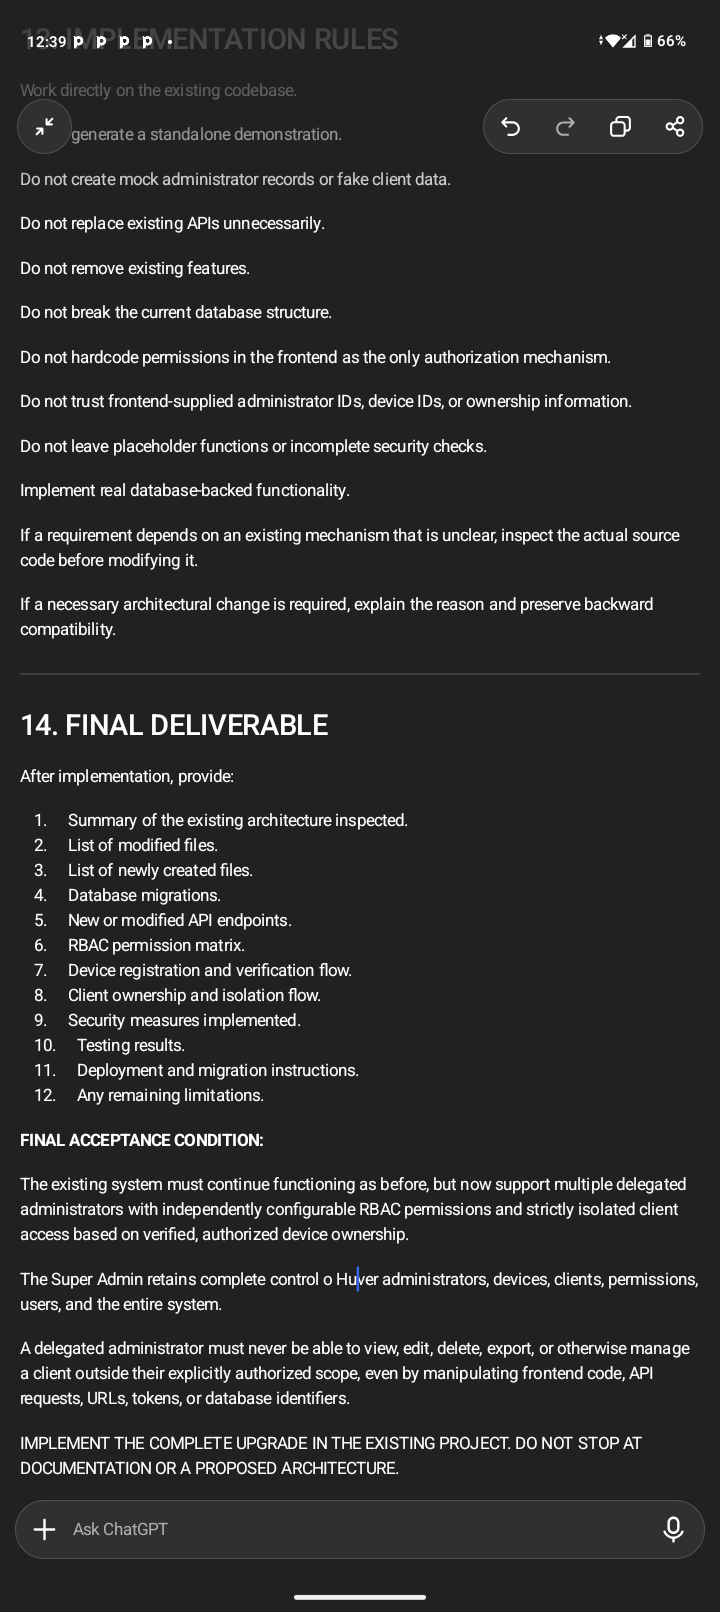 12:39
66%
13. IMPLEMENTATION RULES
Work directly on the existing codebase.
generate a standalone demonstration.
Do not create mock administrator records or fake client data.
Do not replace existing APIs unnecessarily.
Do not remove existing features.
Do not break the current database structure.
Do not hardcode permissions in the frontend as the only authorization mechanism.
Do not trust frontend-supplied administrator IDs, device IDs, or ownership information.
Do not leave placeholder functions or incomplete security checks.
Implement real database-backed functionality.
If a requirement depends on an existing mechanism that is unclear, inspect the actual source
code before modifying it.
If a necessary architectural change is required, explain the reason and preserve backward
compatibility.
14. FINAL DELIVERABLE
After implementation, provide:
1. Summary of the existing architecture inspected.
2. List of modified files.
3. List of newly created files.
4. Database migrations.
5. New or modified API endpoints.
6. RBAC permission matrix.
7. Device registration and verification flow.
8. Client ownership and isolation flow.
9. Security measures implemented.
10. Testing results.
11. Deployment and migration instructions.
12. Any remaining limitations.
FINAL ACCEPTANCE CONDITION:
The existing system must continue functioning as before, but now support multiple delegated
administrators with independently configurable RBAC permissions and strictly isolated client
access based on verified, authorized device ownership.
The Super Admin retains complete control o Huver administrators, devices, clients, permissions,
users, and the entire system.
A delegated administrator must never be able to view, edit, delete, export, or otherwise manage
a client outside their explicitly authorized scope, even by manipulating frontend code, API
requests, URLs, tokens, or database identifiers.
IMPLEMENT THE COMPLETE UPGRADE IN THE EXISTING PROJECT. DO NOT STOP AT
DOCUMENTATION OR A PROPOSED ARCHITECTURE.
Ask ChatGPT